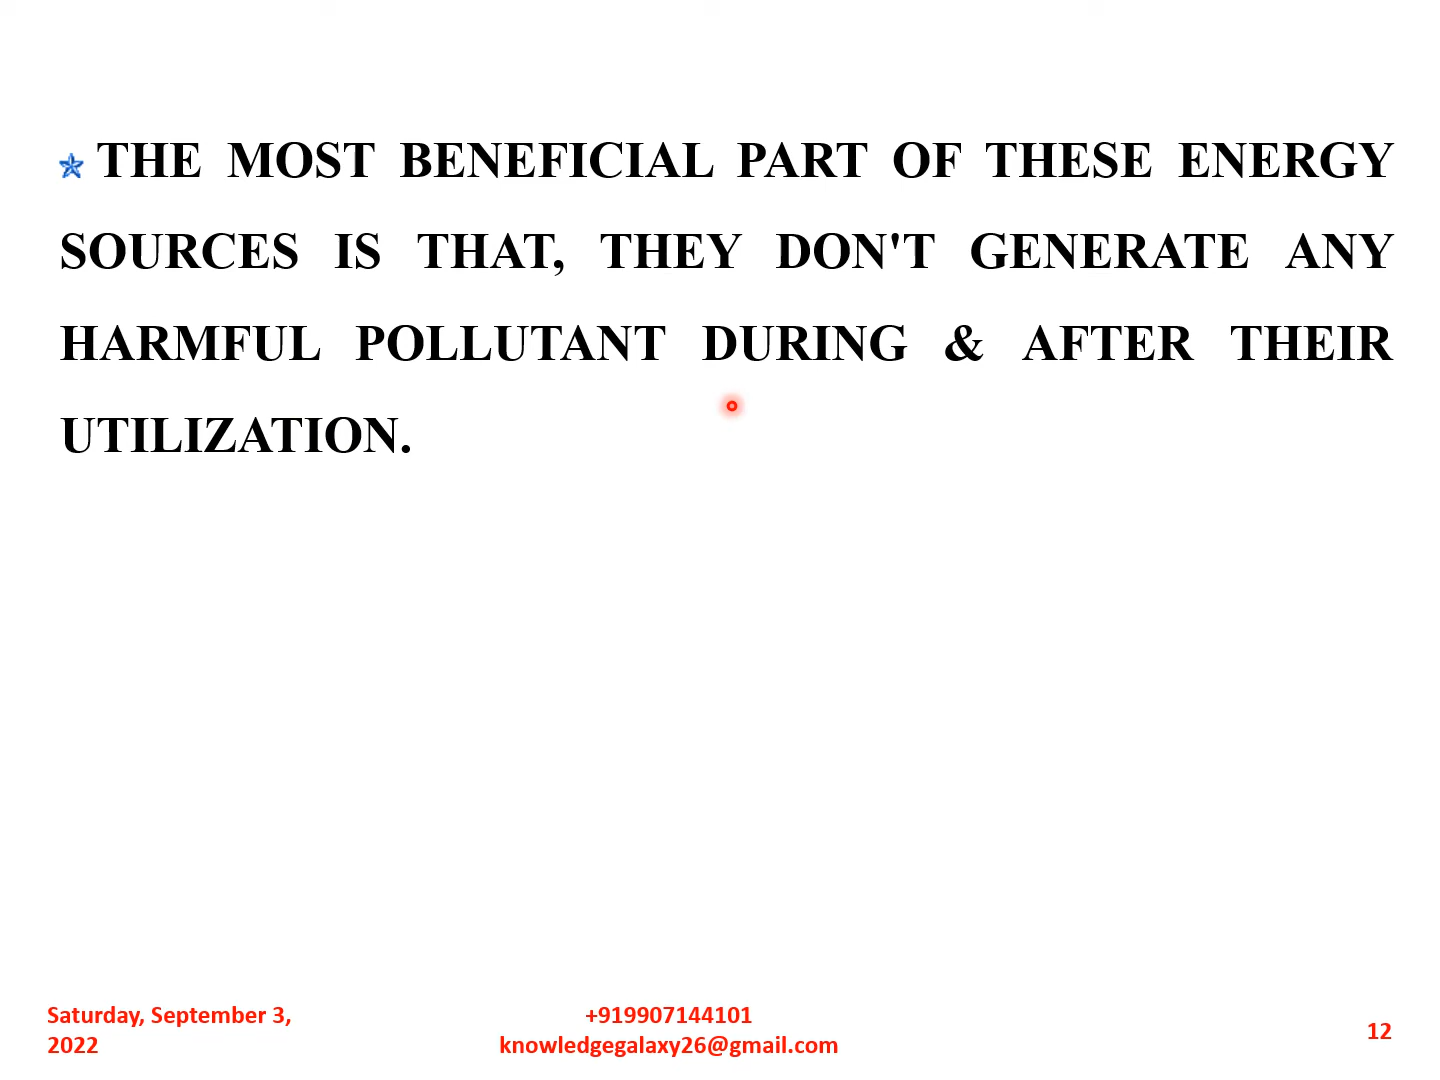 THE MOST BENEFICIAL PART OF THESE ENERGY
SOURCES IS THAT, THEY DON'T GENERATE ANY
HARMFUL POLLUTANT DURING & AFTER THEIR
UTILIZATION.
Saturday, September 3,
2022
+919907144101
knowledgegalaxy26@gmail.com
12